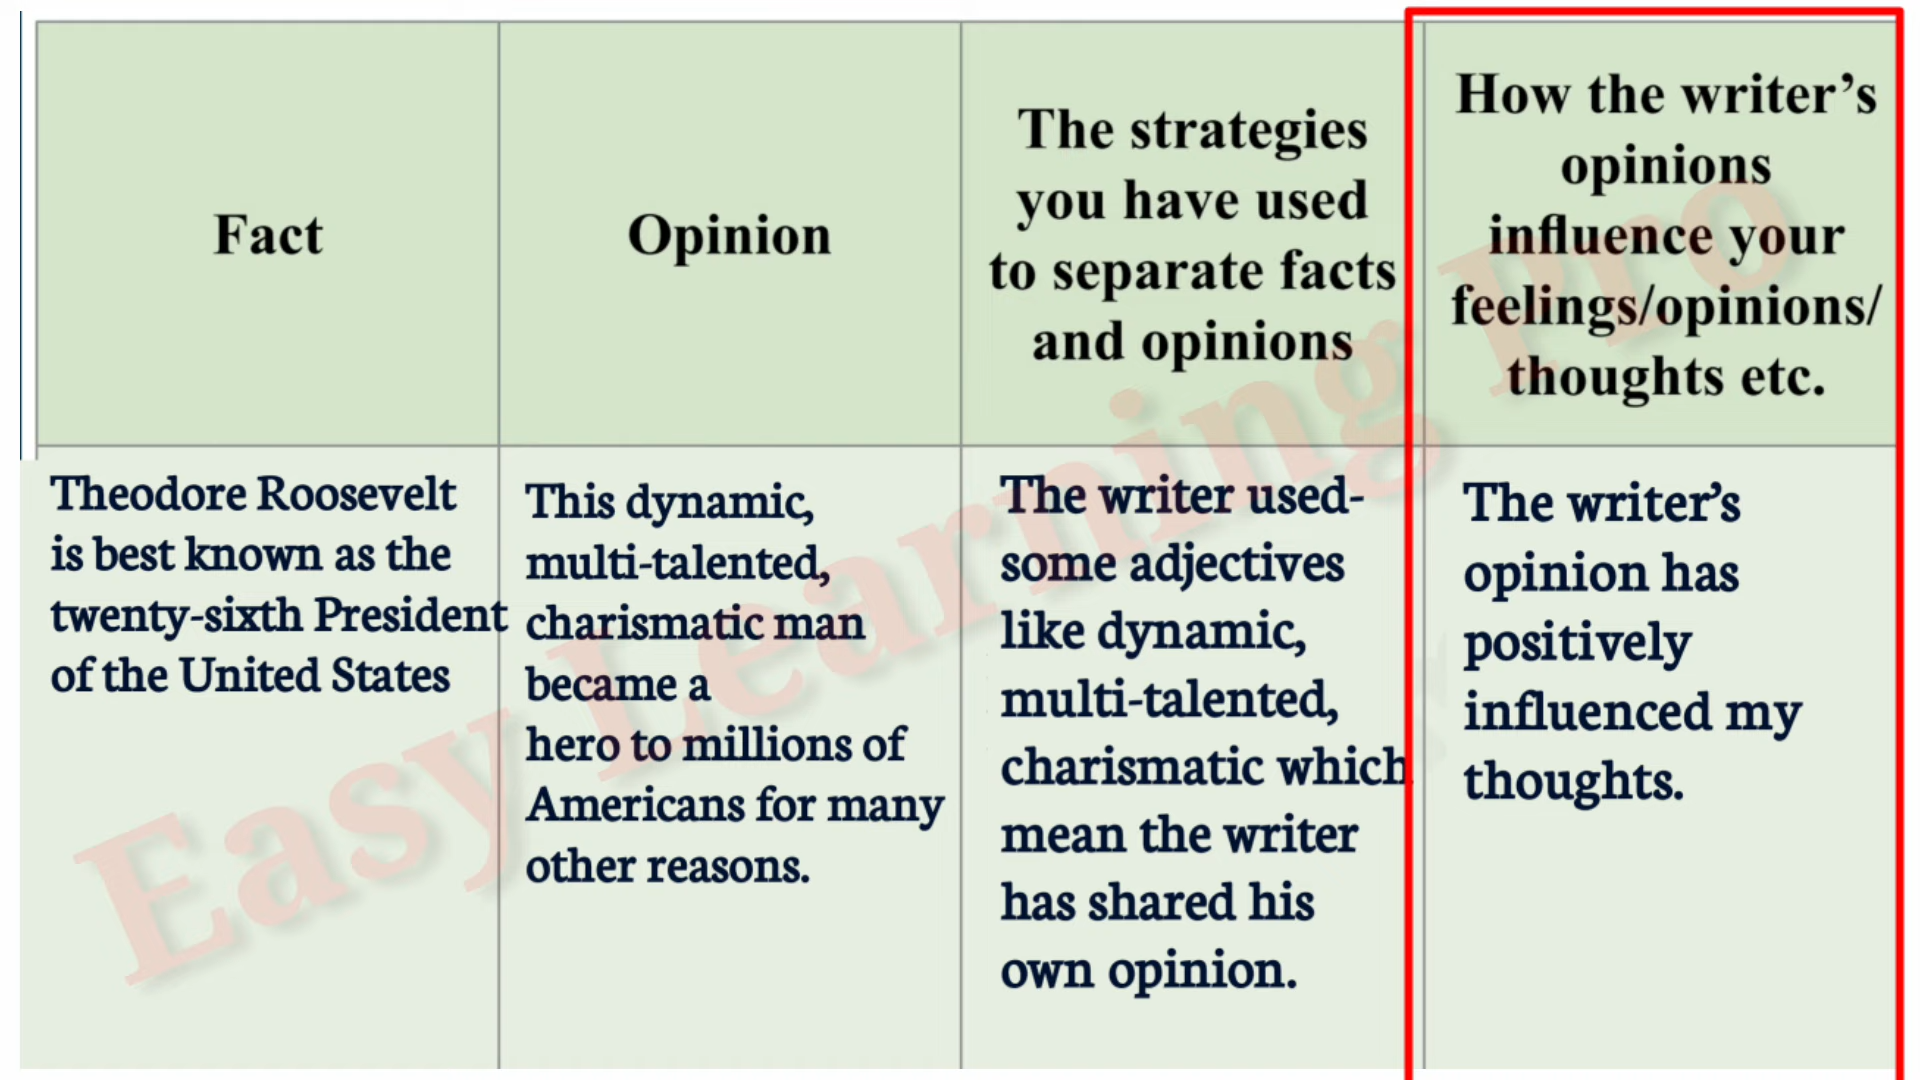 Fact
Opinion
The strategies
you have used
to separate facts
and opinions
How the writer’s
opinions
influence your
feelings/opinions/
thoughts etc.
Theodore Roosevelt
is best known as the
twenty-sixth President
of the United States
This dynamic,
multi-talented,
charismatic man
became a
hero to millions of
Americans for many
other reasons.
The writer used-
some adjectives
like dynamic,
multi-talented,
charismatic which
mean the writer
has shared his
own opinion.
The writer’s
opinion has
positively
influenced my
thoughts.
Easy Learning Pro